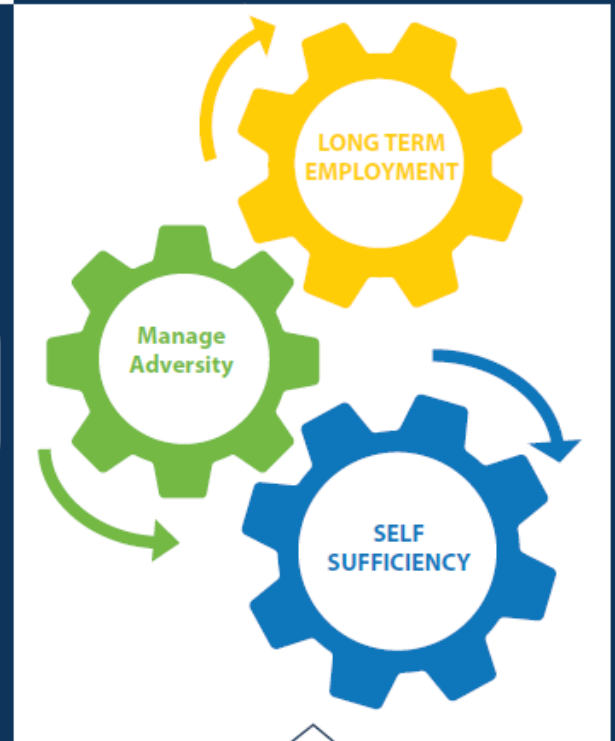 LONG TERM
EMPLOYMENT
Manage
Adversity
SELF
SUFFICIENCY